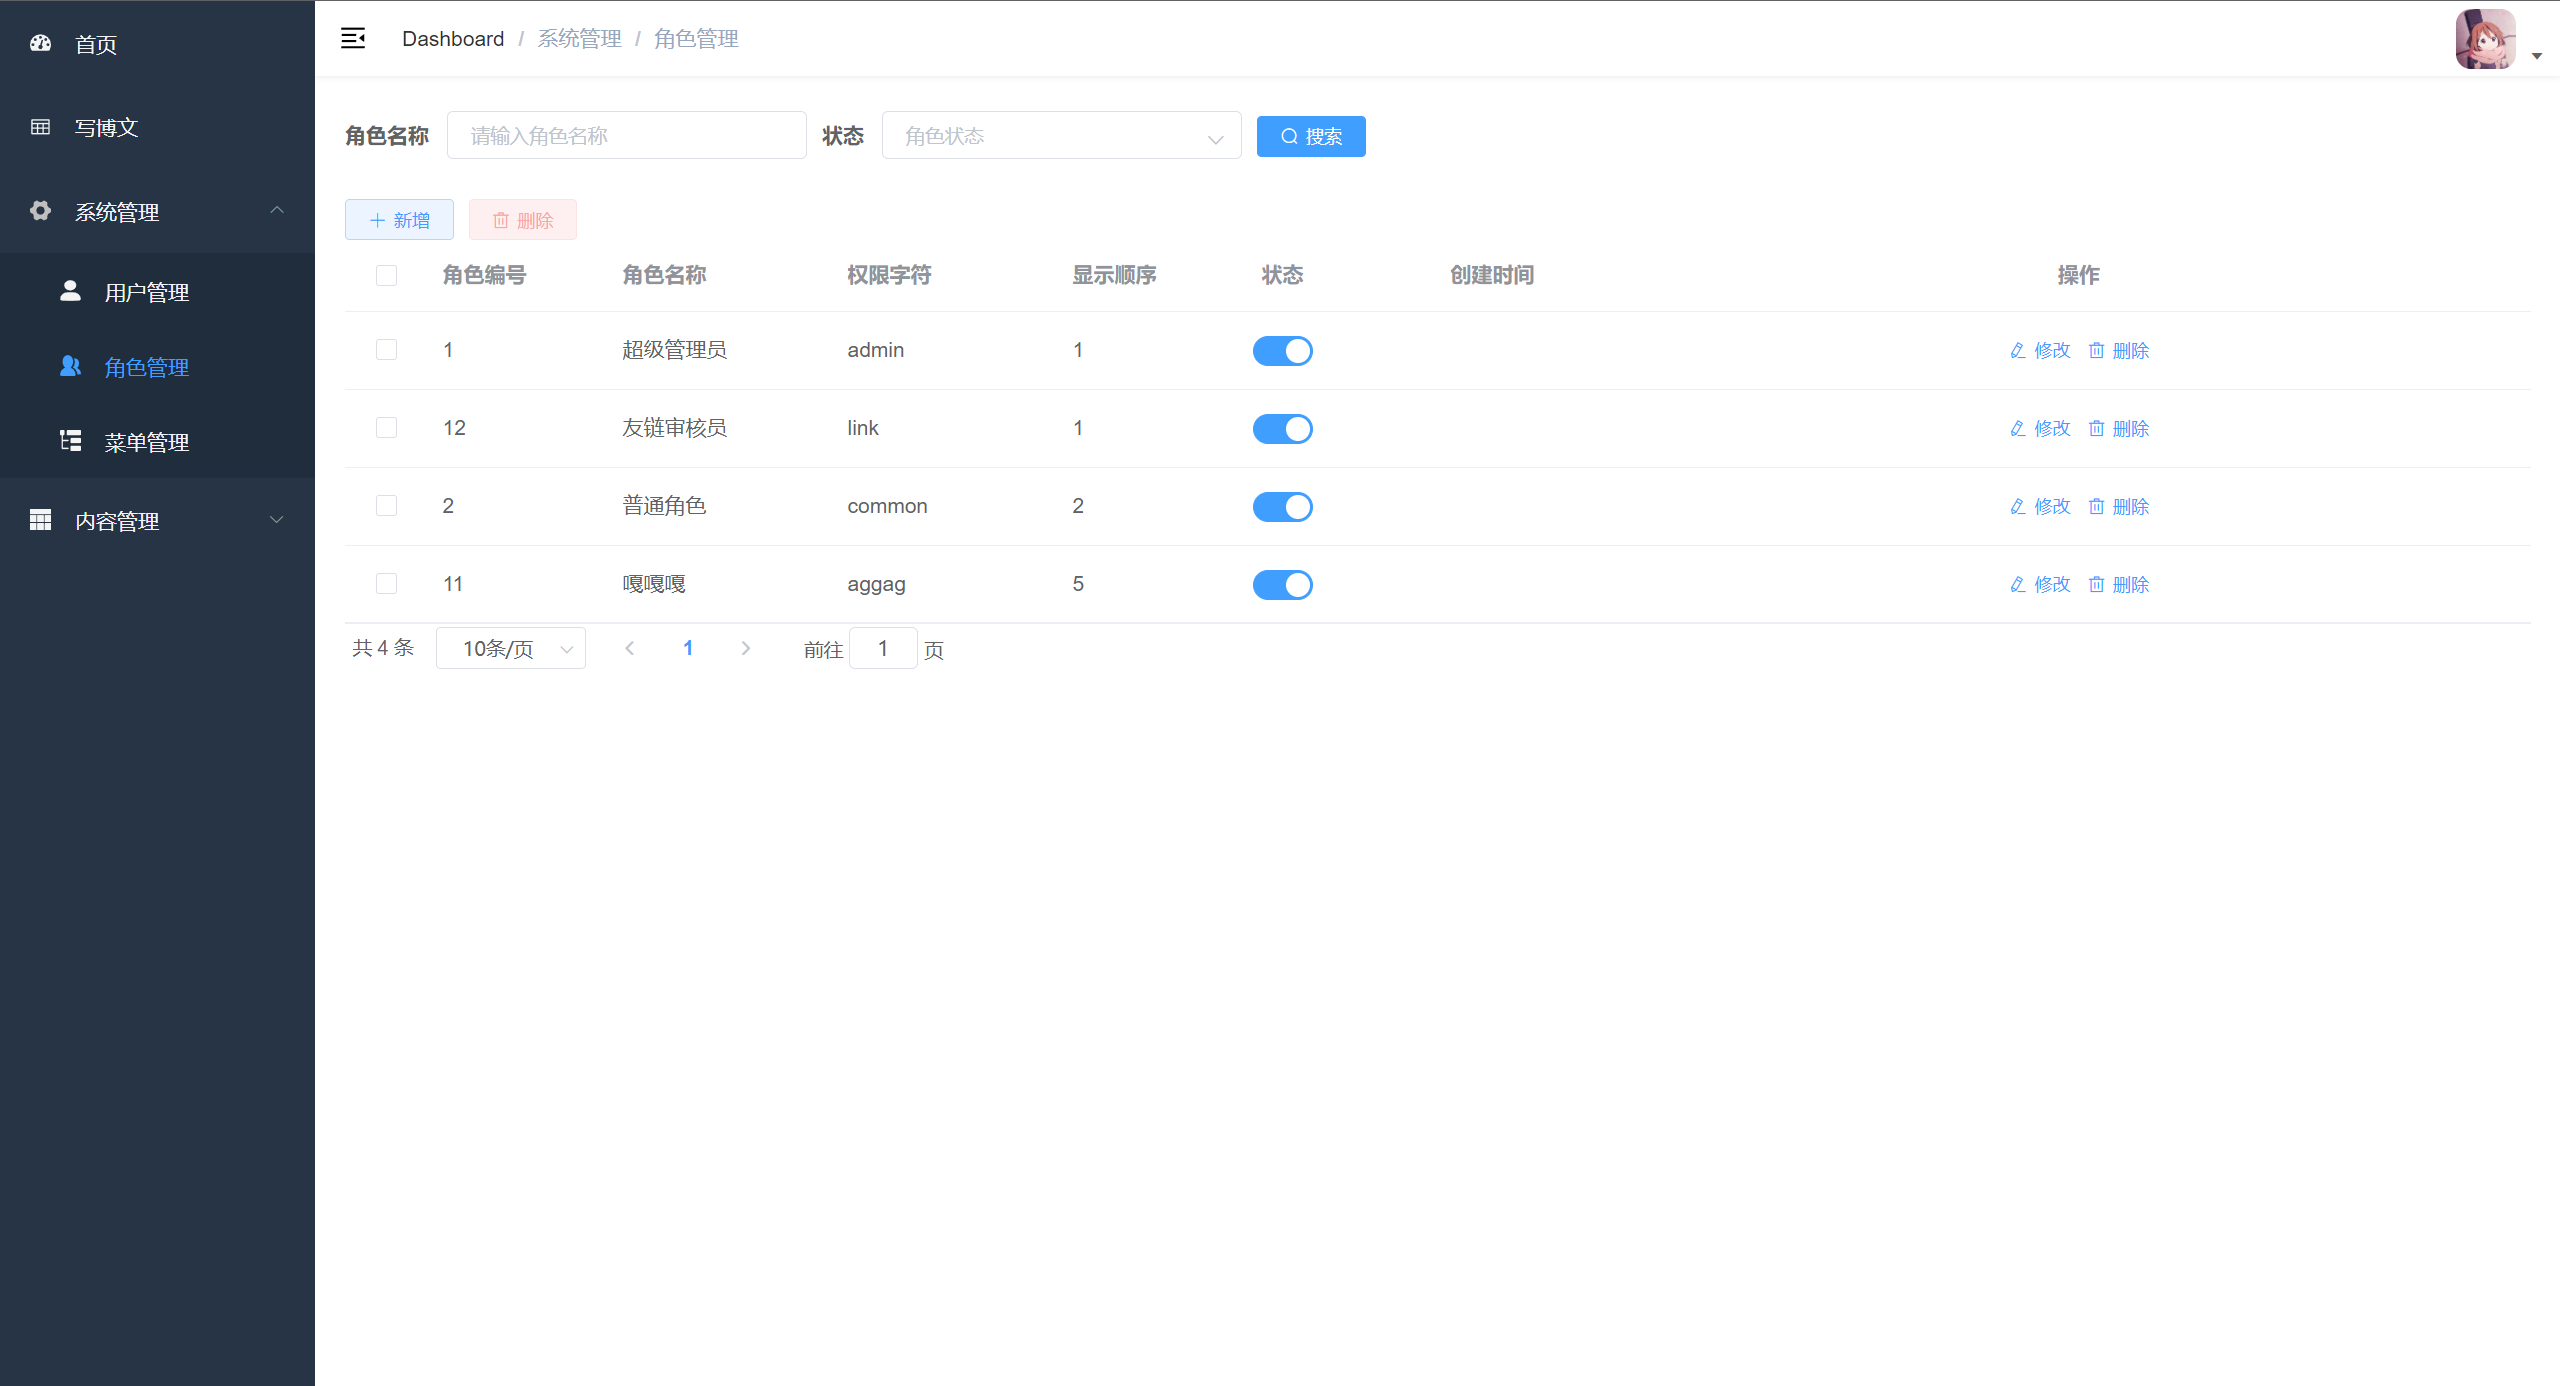 首页
写博文
系统管理
用户管理
角色管理
菜单管理
内容管理
Dashboard / 系统管理 / 角色管理
角色名称 请输入角色名称 状态 角色状态 搜索
新增 删除
角色编号 角色名称 权限字符 显示顺序 状态 创建时间 操作
1 超级管理员 admin 1 修改 删除
12 友链审核员 link 1 修改 删除
2 普通角色 common 2 修改 删除
11 嘎嘎嘎 aggag 5 修改 删除
共 4 条 10条/页 1 前往 1 页